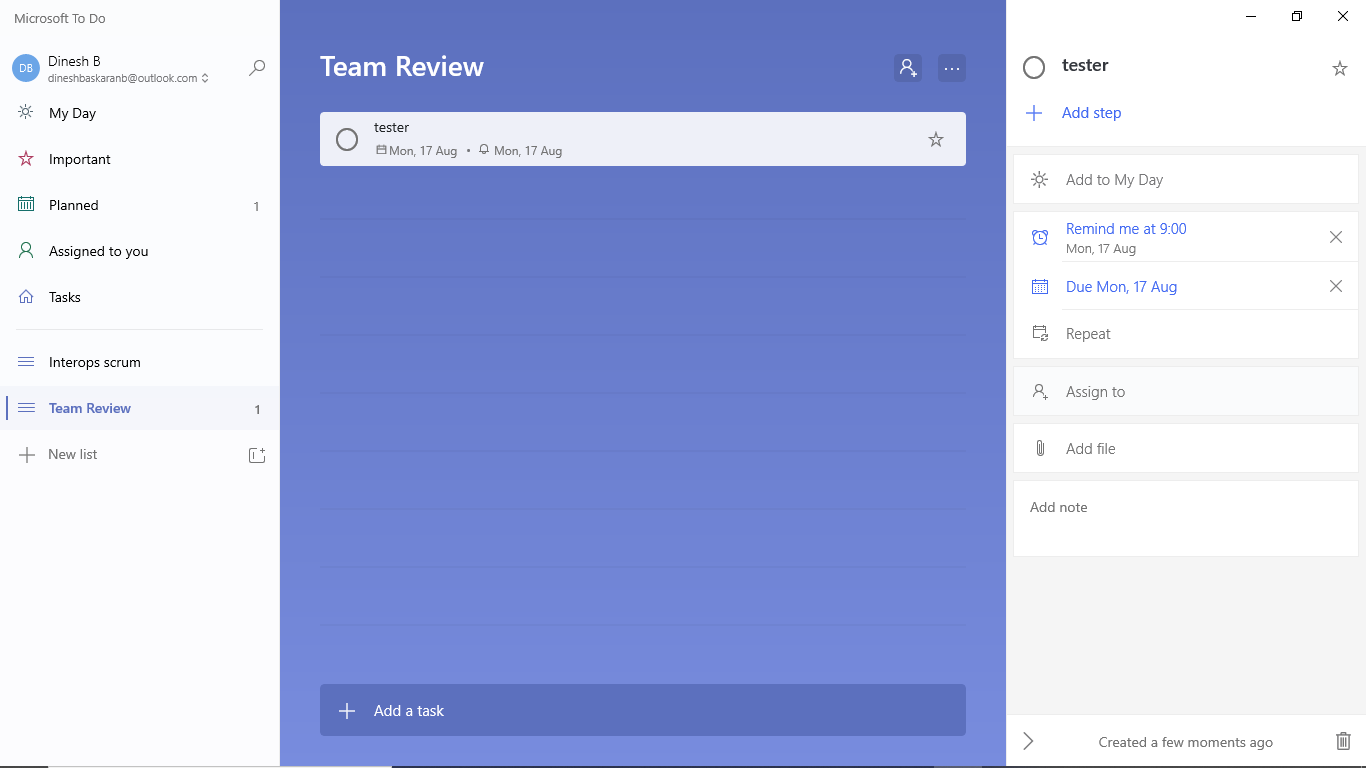 Microsoft To Do
DB
Dinesh B
dineshbaskaranb@outlook.com
My Day
Important
Planned 1
Assigned to you
Tasks
Interops scrum
Team Review 1
New list
Team Review
tester
Mon, 17 Aug • Mon, 17 Aug
Add a task
tester
Add step
Add to My Day
Remind me at 9:00
Mon, 17 Aug
Due Mon, 17 Aug
Repeat
Assign to
Add file
Add note
Created a few moments ago